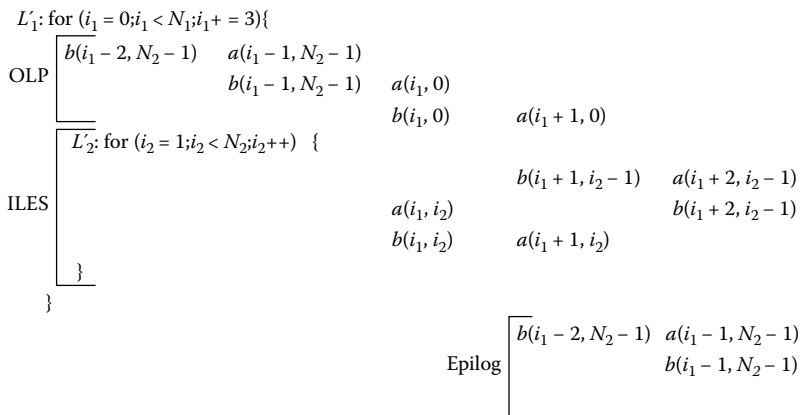 L′₁: for (i₁ = 0;i₁ < N₁;i₁+ = 3){
b(i₁ – 2, N₂ – 1) a(i₁ – 1, N₂ – 1)
OLP b(i₁ – 1, N₂ – 1) a(i₁, 0)
b(i₁, 0) a(i₁ + 1, 0)
L′₂: for (i₂ = 1;i₂ < N₂;i₂++) {
b(i₁ + 1, i₂ – 1) a(i₁ + 2, i₂ – 1)
ILES a(i₁, i₂) b(i₁ + 2, i₂ – 1)
b(i₁, i₂) a(i₁ + 1, i₂)
}
}
b(i₁ – 2, N₂ – 1) a(i₁ – 1, N₂ – 1)
Epilog b(i₁ – 1, N₂ – 1)